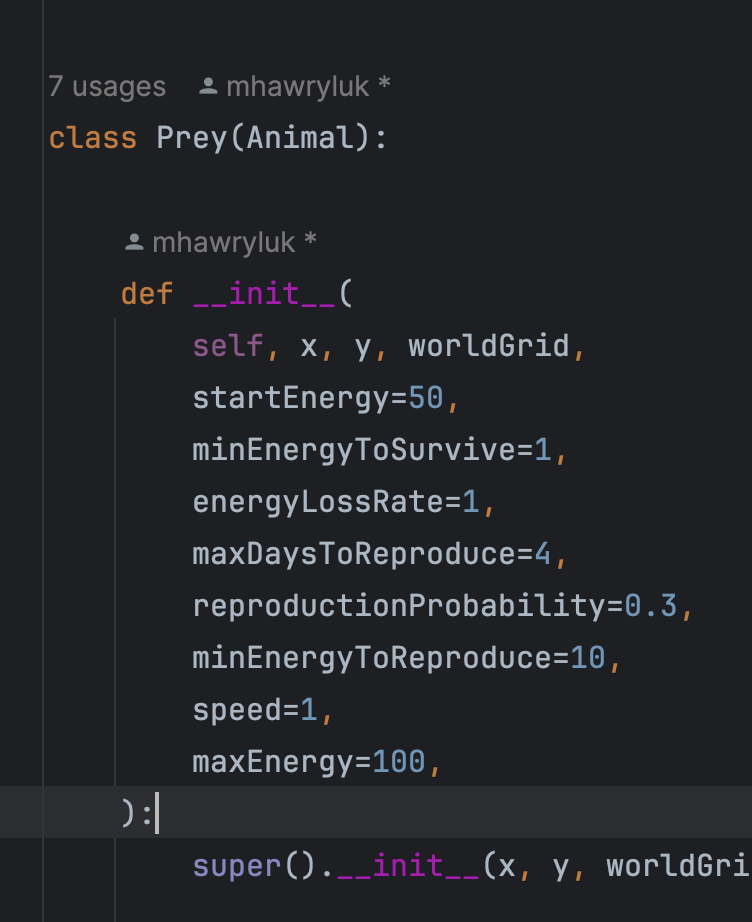 7 usages mhawryluk *
class Prey(Animal):
mhawryluk *
def __init__(
self, x, y, worldGrid,
startEnergy=50,
minEnergyToSurvive=1,
energyLossRate=1,
maxDaysToReproduce=4,
reproductionProbability=0.3,
minEnergyToReproduce=10,
speed=1,
maxEnergy=100,
):
super().__init__(x, y, worldGri